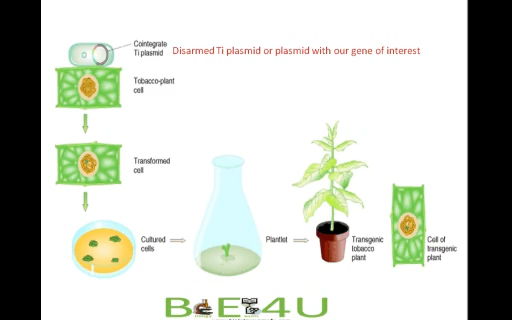 Cointegrate
Ti plasmid
Disarmed Ti plasmid or plasmid with our gene of interest
Tobacco-plant
cell
Transformed
cell
Cultured
cells
Plantlet
Transgenic
tobacco
plant
Cell of
transgenic
plant
B E 4 U